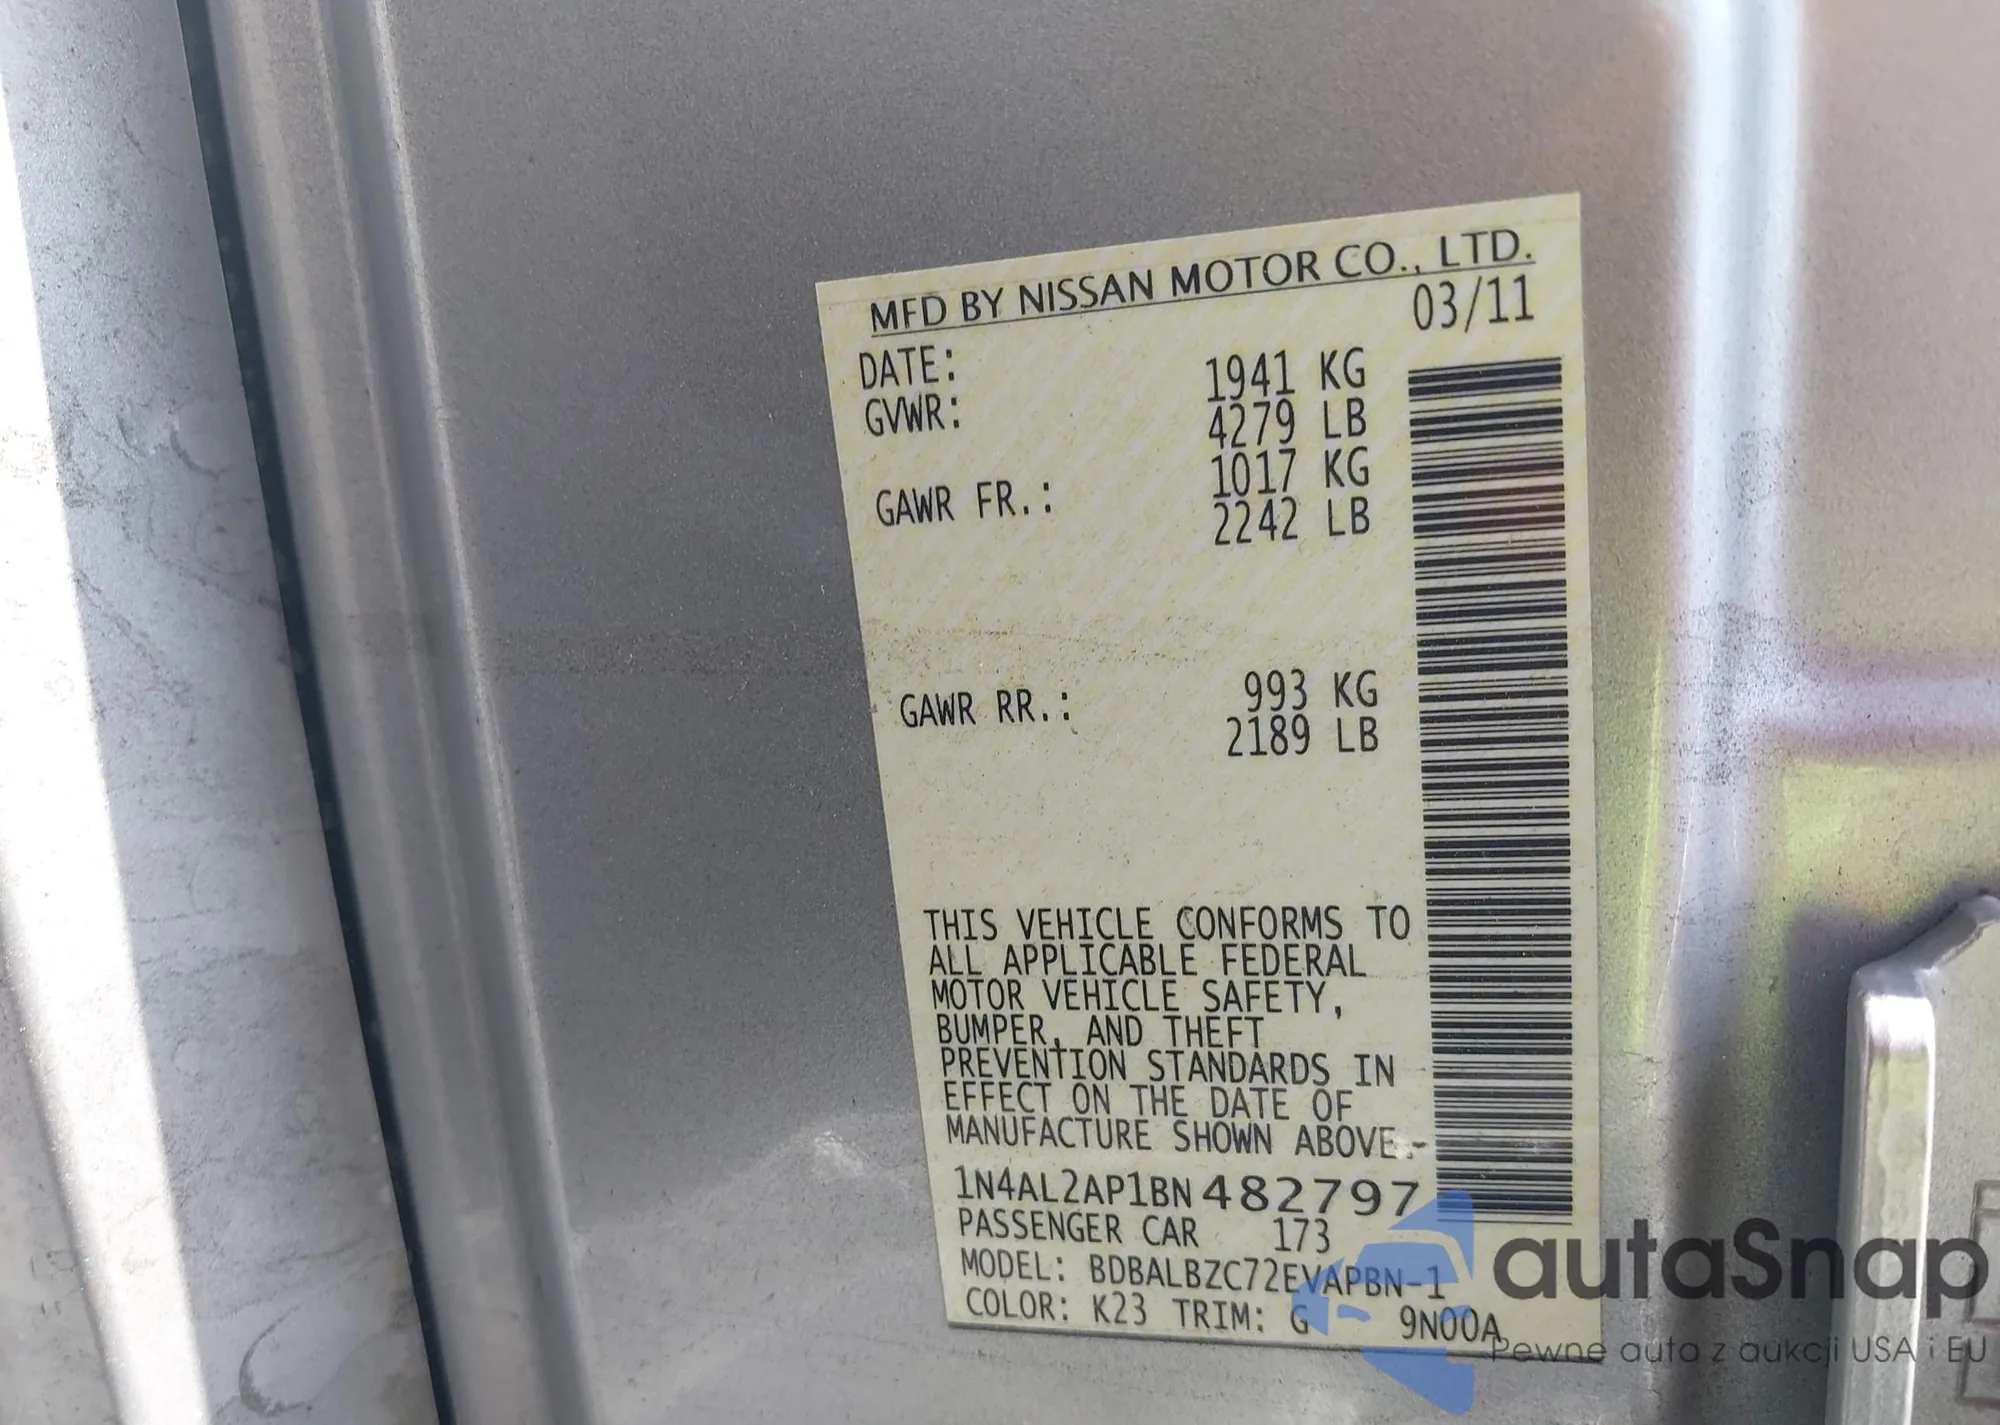 MFD BY NISSAN MOTOR CO., LTD.
DATE: 03/11
GVWR: 1941 KG
4279 LB
GAWR FR.: 1017 KG
2242 LB
GAWR RR.: 993 KG
2189 LB
THIS VEHICLE CONFORMS TO
ALL APPLICABLE FEDERAL
MOTOR VEHICLE SAFETY,
BUMPER, AND THEFT
PREVENTION STANDARDS IN
EFFECT ON THE DATE OF
MANUFACTURE SHOWN ABOVE.-
1N4AL2AP1BN482797
PASSENGER CAR 173
MODEL: BDBALBZC72EVAPBN-1
COLOR: K23 TRIM: G 9N00A
autaSnap
Pewne auta z aukcji USA i EU